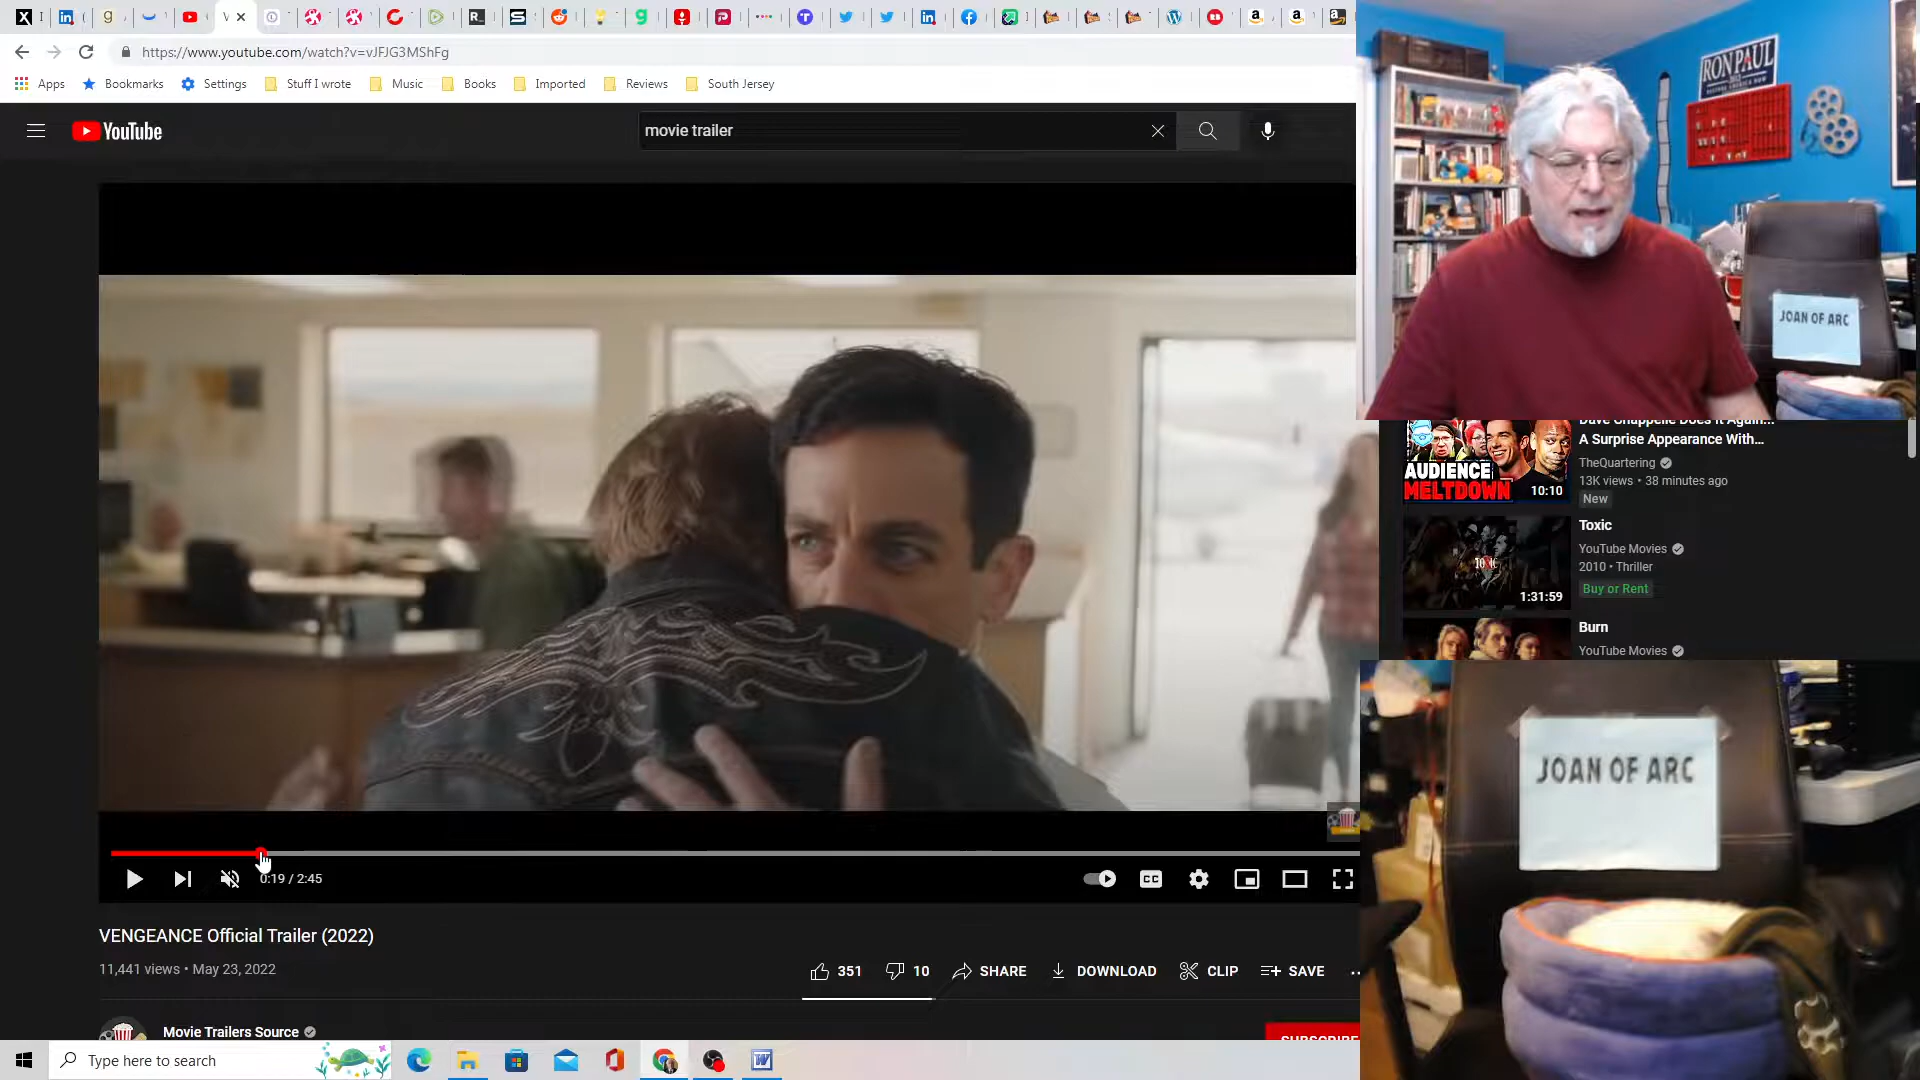 https://www.youtube.com/watch?v=vJFJG3MShFg
Apps
Bookmarks
Settings
Stuff I wrote
Music
Books
Imported
Reviews
South Jersey
YouTube
movie trailer
RON PAUL
JOAN OF ARC
A Surprise Appearance With...
TheQuartering
13K views • 38 minutes ago
New
AUDIENCE
MELTDOWN
10:10
Toxic
YouTube Movies
2010 • Thriller
Buy or Rent
1:31:59
Burn
YouTube Movies
JOAN OF ARC
CC
0:19 / 2:45
VENGEANCE Official Trailer (2022)
11,441 views • May 23, 2022
351
10
SHARE
DOWNLOAD
CLIP
SAVE
Movie Trailers Source
Type here to search